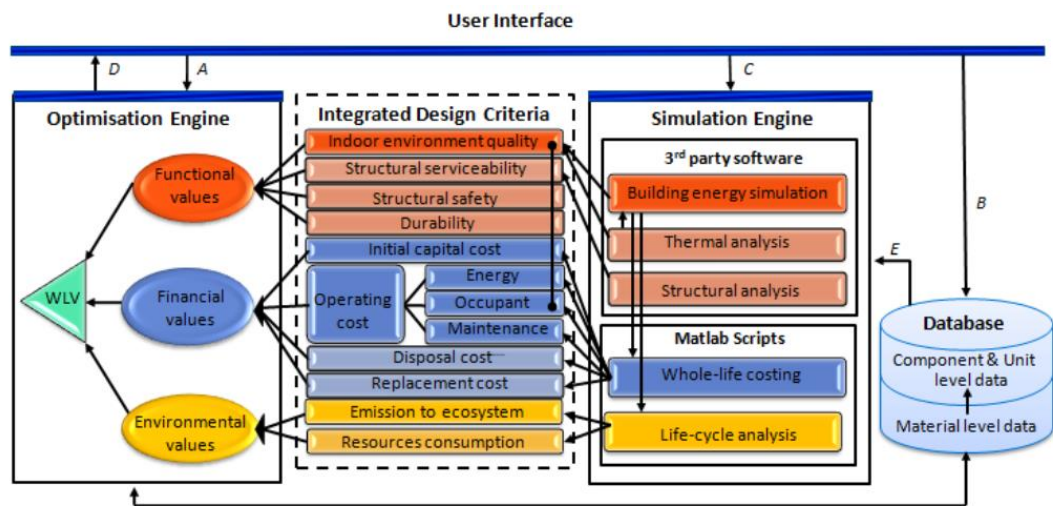 User Interface
D
A
C
B
E
Optimisation Engine
Functional
values
WLV
Financial
values
Environmental
values
Integrated Design Criteria
Indoor environment quality
Structural serviceability
Structural safety
Durability
Initial capital cost
Operating
cost
Energy
Occupant
Maintenance
Disposal cost
Replacement cost
Emission to ecosystem
Resources consumption
Simulation Engine
3rd party software
Building energy simulation
Thermal analysis
Structural analysis
Matlab Scripts
Whole-life costing
Life-cycle analysis
Database
Component & Unit
level data
Material level data